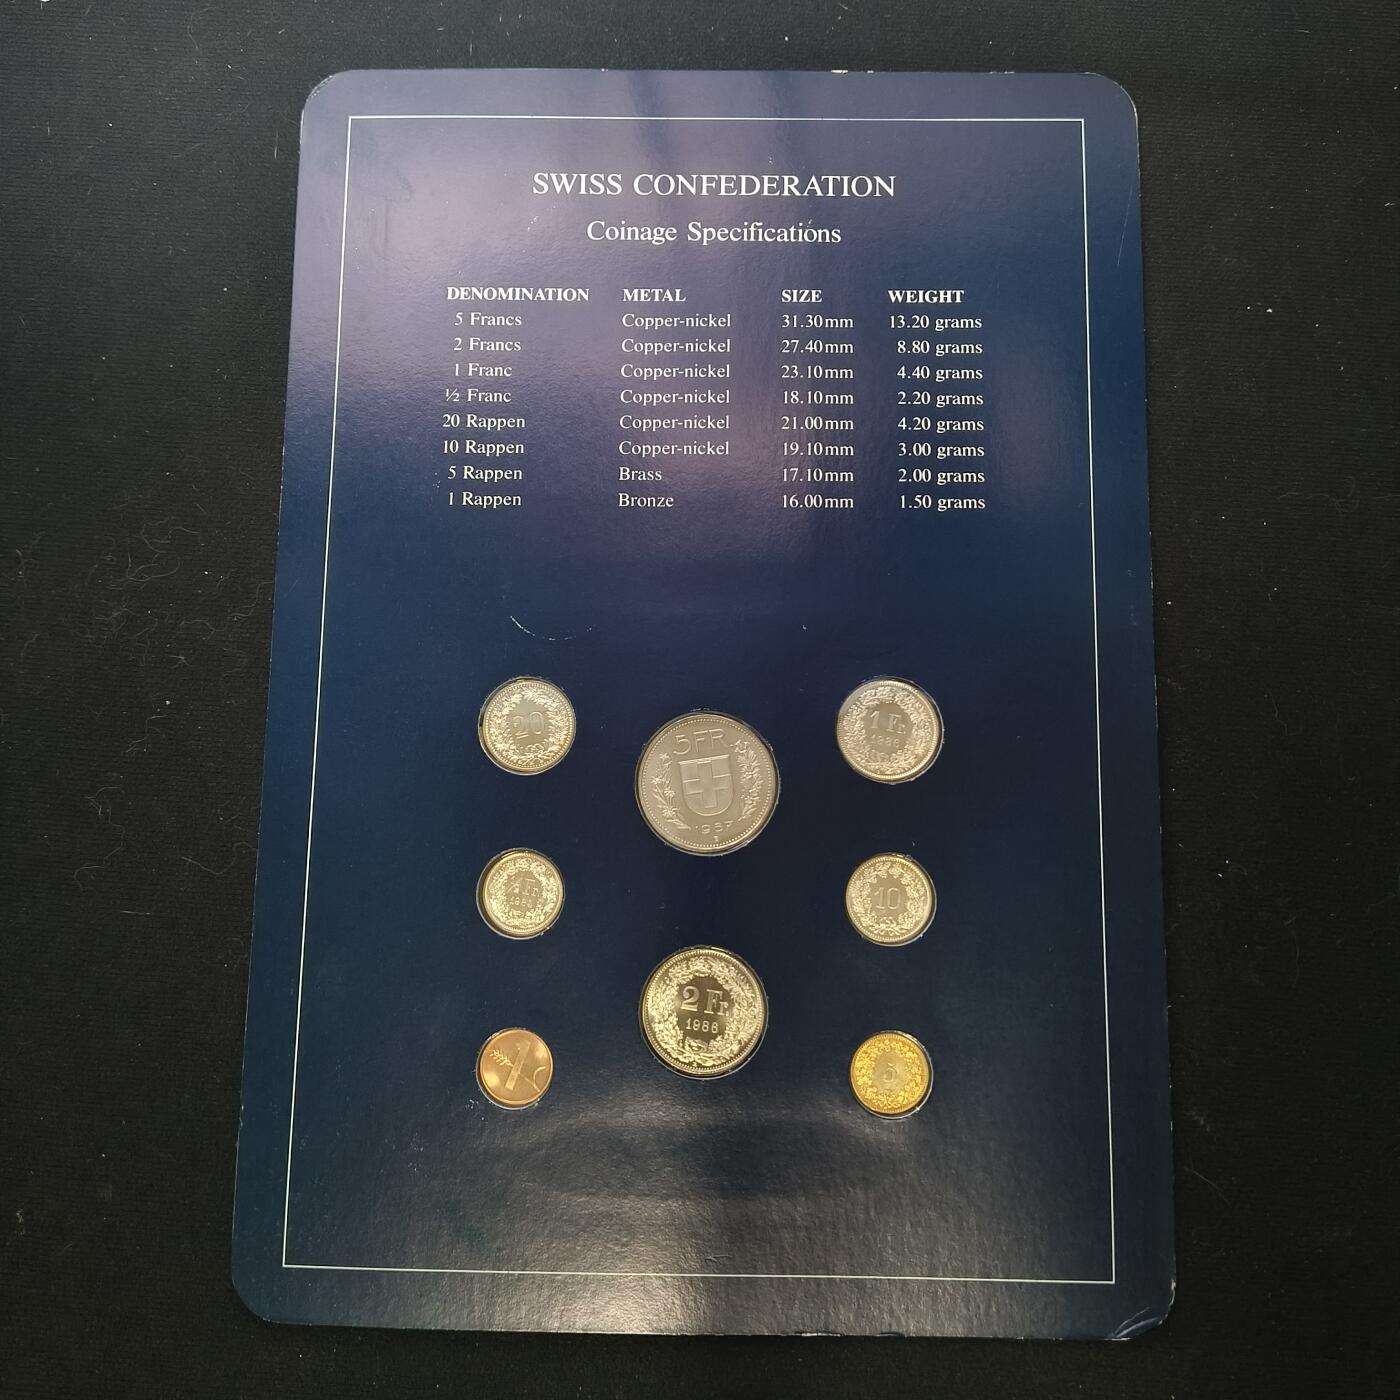 SWISS CONFEDERATION
Coinage Specifications
DENOMINATION METAL SIZE WEIGHT
5 Francs Copper-nickel 31.30mm 13.20 grams
2 Francs Copper-nickel 27.40mm 8.80 grams
1 Franc Copper-nickel 23.10mm 4.40 grams
½ Franc Copper-nickel 18.10mm 2.20 grams
20 Rappen Copper-nickel 21.00mm 4.20 grams
10 Rappen Copper-nickel 19.10mm 3.00 grams
5 Rappen Brass 17.10mm 2.00 grams
1 Rappen Bronze 16.00mm 1.50 grams
20
5FR
1 Fr.
1986
10
2 Fr.
1986
1
5